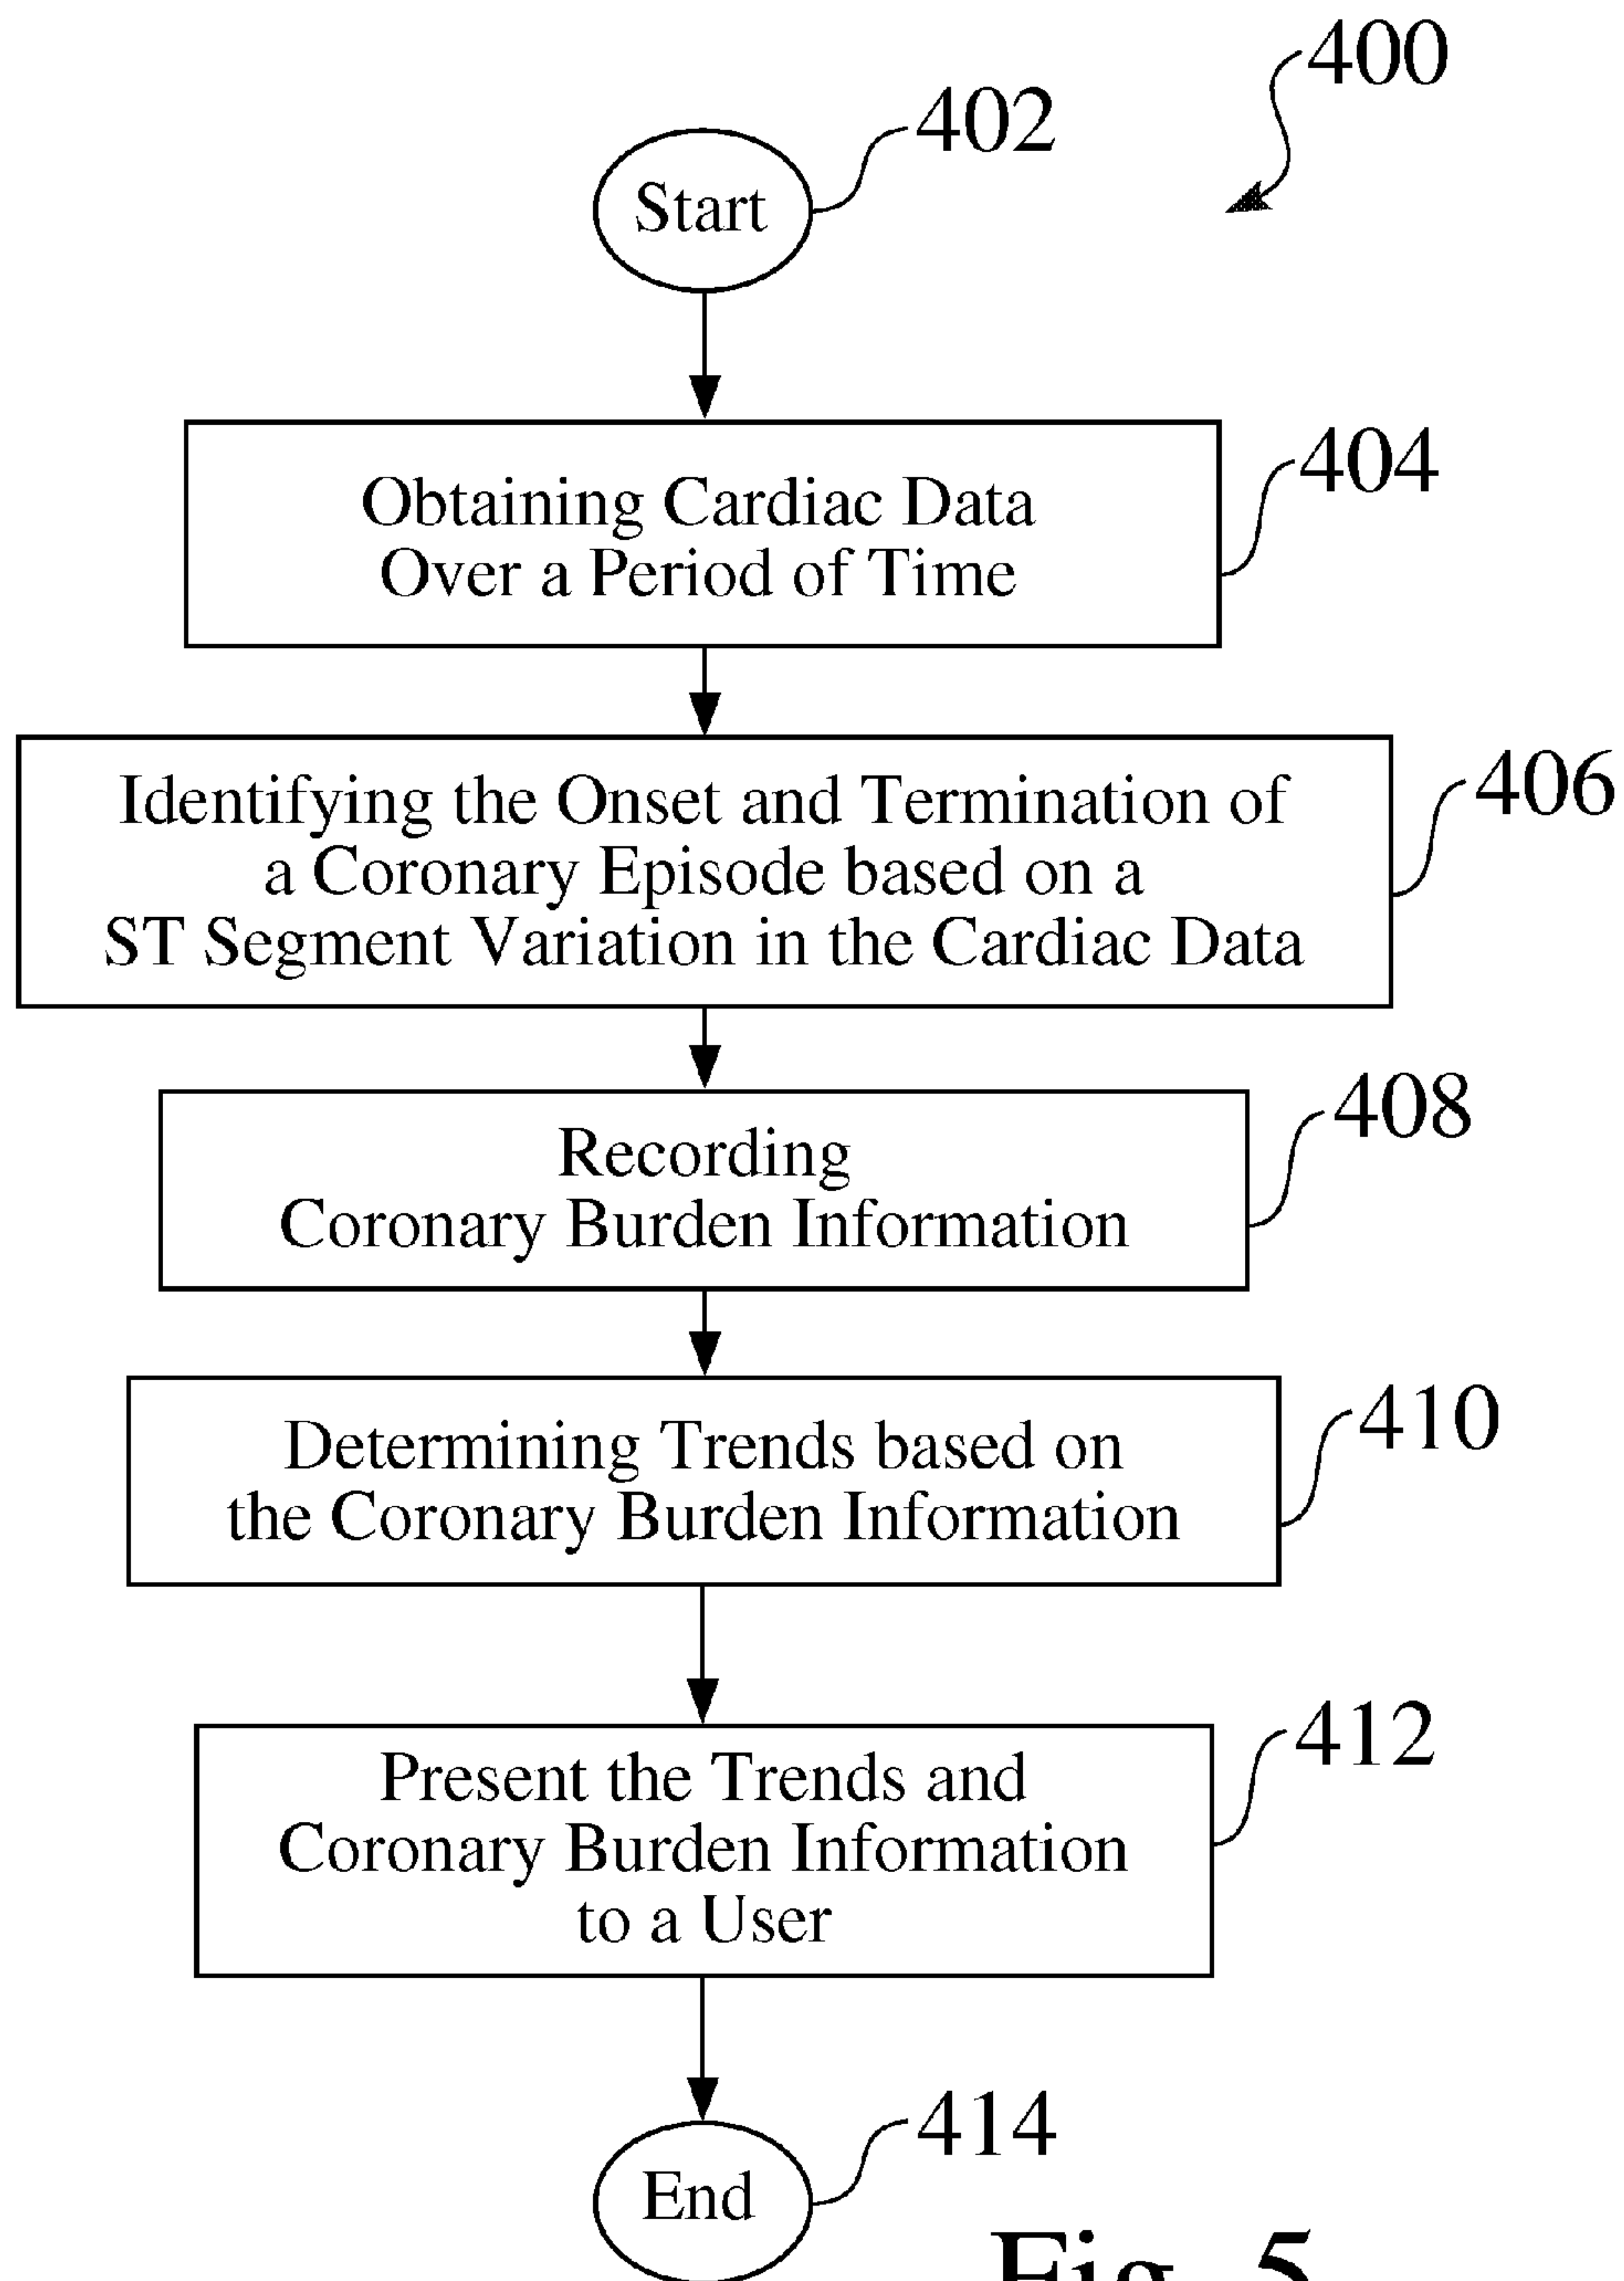 400
402
Start
404
Obtaining Cardiac Data
Over a Period of Time
406
Identifying the Onset and Termination of
a Coronary Episode based on a
ST Segment Variation in the Cardiac Data
408
Recording
Coronary Burden Information
410
Determining Trends based on
the Coronary Burden Information
412
Present the Trends and
Coronary Burden Information
to a User
414
End
Fig. 5